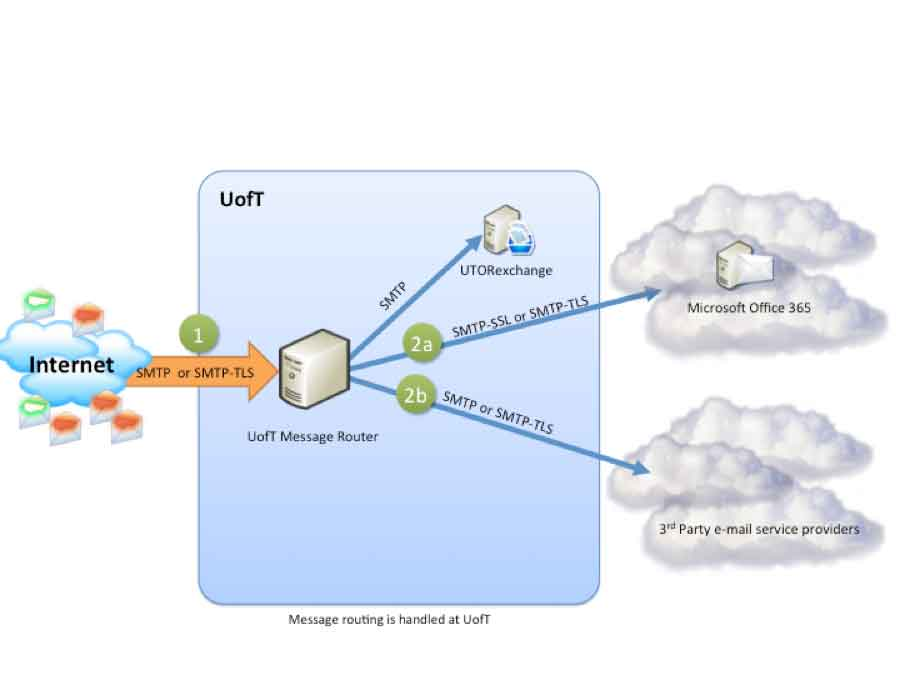 UofT
UTORexchange
SMTP
Microsoft Office 365
SMTP-SSL or SMTP-TLS
1
2a
Internet
SMTP or SMTP-TLS
2b
SMTP or SMTP-TLS
UofT Message Router
3rd Party e-mail service providers
Message routing is handled at UofT